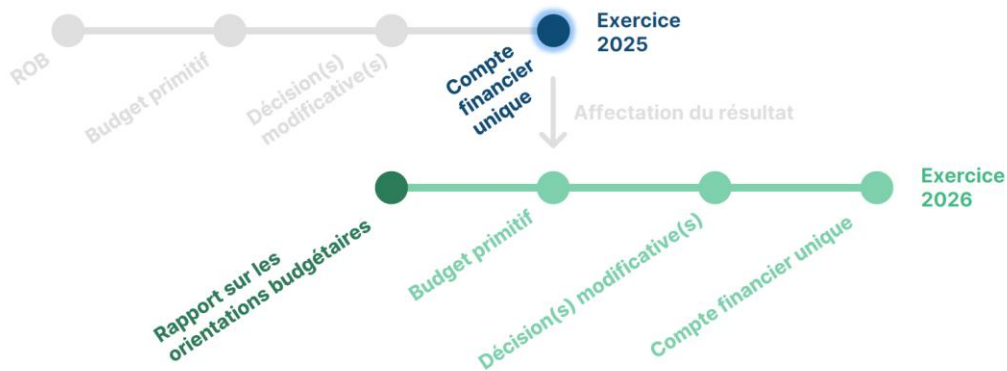 ROB
Budget primitif
Décision(s)
modificative(s)
Compte
financier
unique
Exercice
2025
Affectation du résultat
Rapport sur les
orientations budgétaires
Budget primitif
Décision(s) modificative(s)
Compte financier unique
Exercice
2026